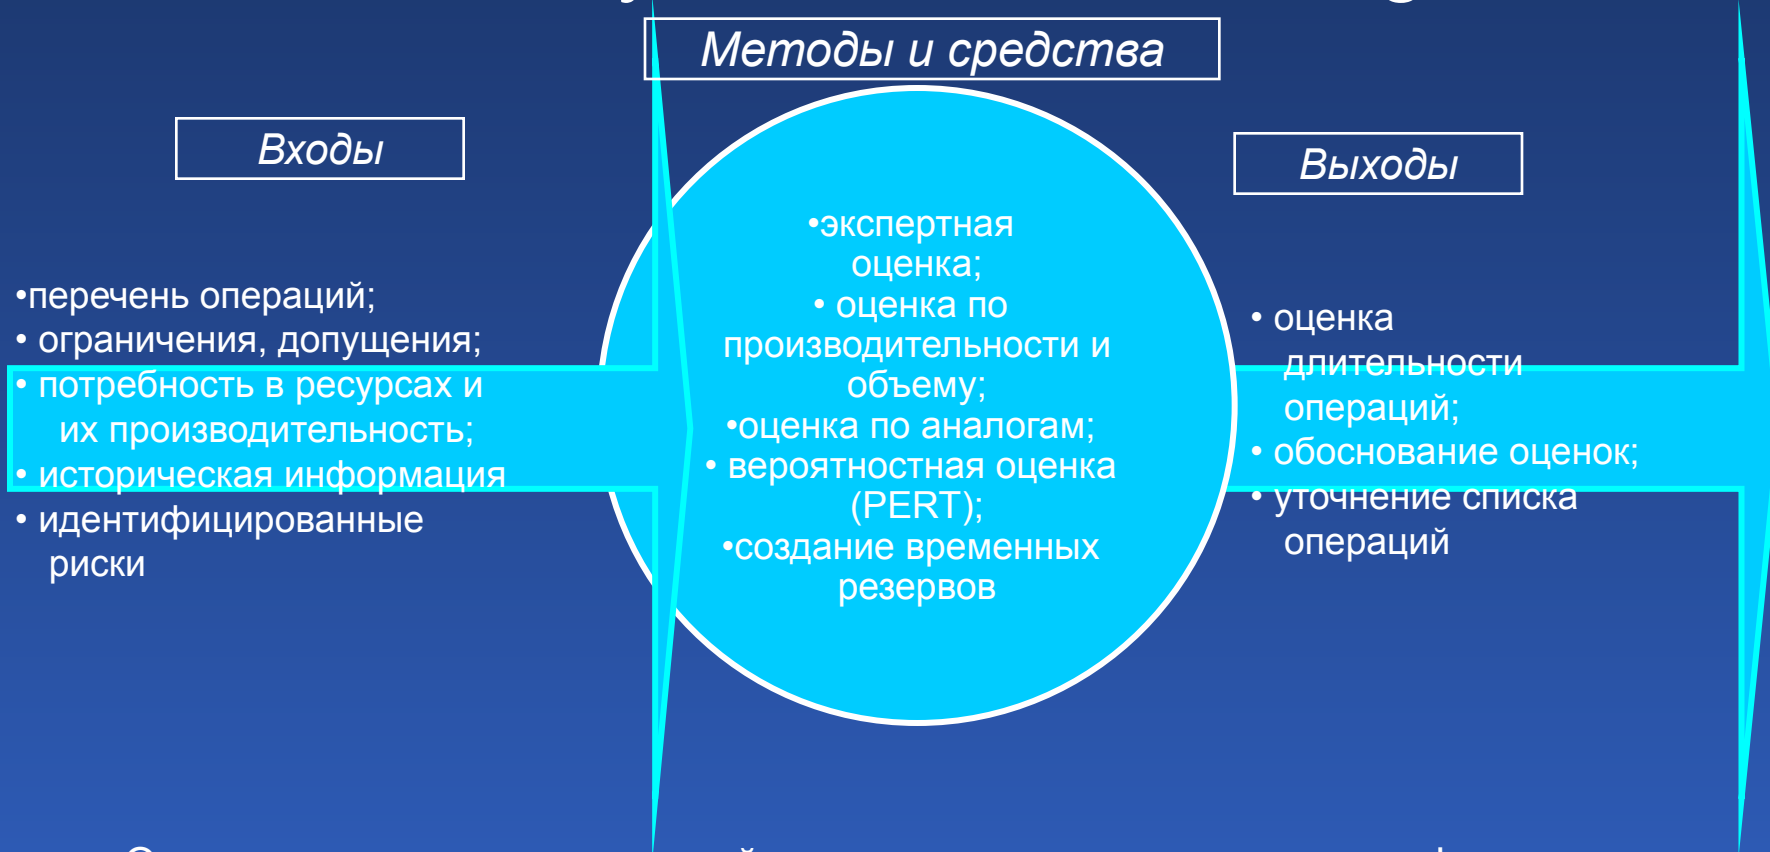 Методы и средства
Входы
Выходы
•перечень операций;
• ограничения, допущения;
• потребность в ресурсах и
их производительность;
• историческая информация
• идентифицированные
риски
•экспертная
оценка;
• оценка по
производительности и
объему;
•оценка по аналогам;
• вероятностная оценка
(PERT);
•создание временных
резервов
• оценка
длительности
операций;
• обоснование оценок;
• уточнение списка
операций